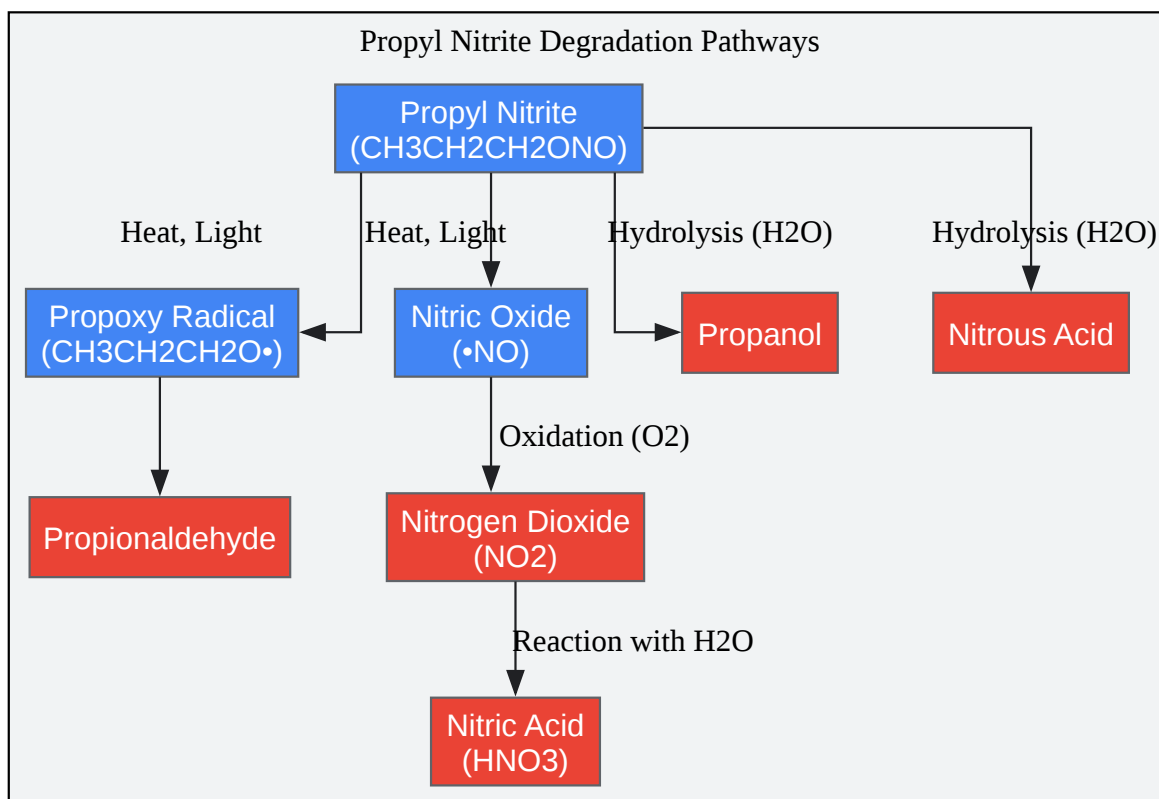 Propyl Nitrite Degradation Pathways
Propyl Nitrite
(CH3CH2CH2ONO)
Heat, Light
Heat, Light
Hydrolysis (H2O)
Hydrolysis (H2O)
Propoxy Radical
(CH3CH2CH2O•)
Nitric Oxide
(•NO)
Propanol
Nitrous Acid
Oxidation (O2)
Propionaldehyde
Nitrogen Dioxide
(NO2)
Reaction with H2O
Nitric Acid
(HNO3)